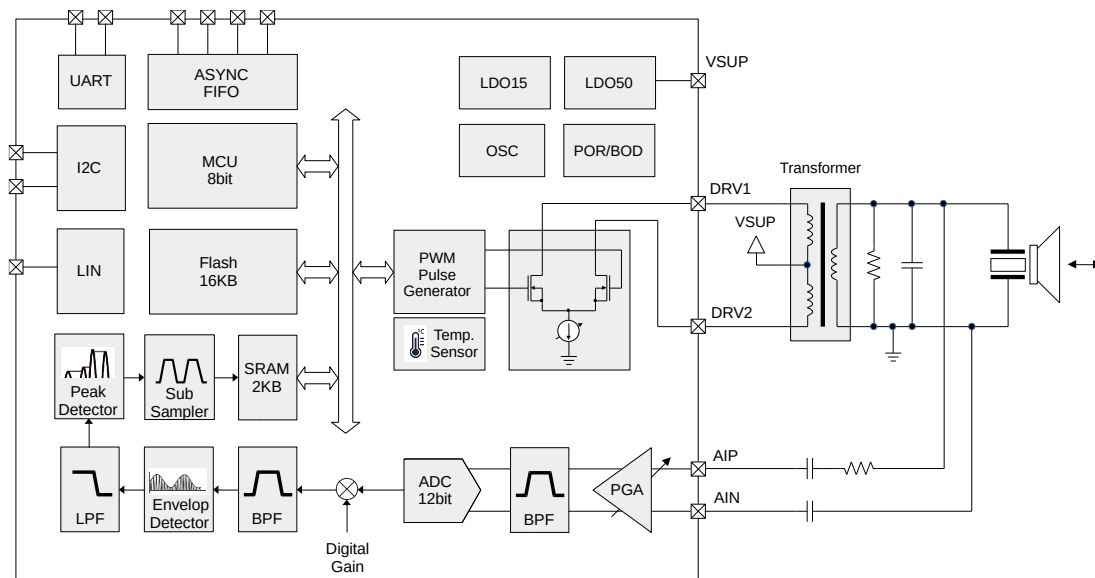 UART
ASYNC
FIFO
LDO15
LDO50
VSUP
I2C
MCU
8bit
OSC
POR/BOD
Transformer
DRV1
VSUP
LIN
Flash
16KB
PWM
Pulse
Generator
DRV2
°C
Temp.
Sensor
Peak
Detector
Sub
Sampler
SRAM
2KB
AIP
LPF
Envelop
Detector
BPF
ADC
12bit
BPF
PGA
AIN
Digital
Gain